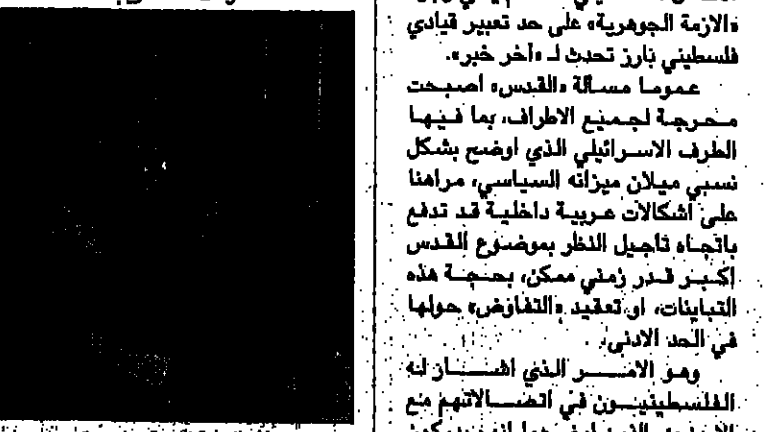 «الازمة الجوهرية» على حد تعبير قيادي
فلسطيني بارز تحدث لـ «آخر خبر».
عموما مسالة «القدس» اصبحت
محرجة لجميع الاطراف، بما فيها
الطرف الاسرائيلي الذي اوضح بشكل
نسبي ميلان ميزانه السياسي، مراهنا
على اشكالات عربية داخلية قد تدفع
باتجاه تاجيل النظر بموضوع القدس
اكبر قدر زمني ممكن، بحجة هذه
التباينات، او تعقيد «التفاوض» حولها
في الحد الادنى.
وهو الامر الذي اشار له
الفلسطينيون في اتصالاتهم مع